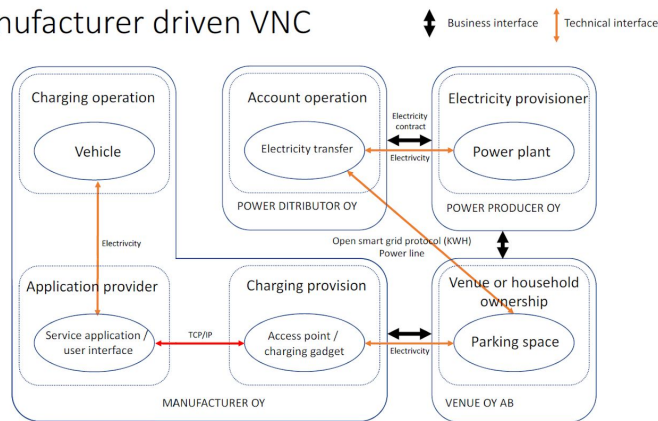 nufacturer driven VNC
Business interface
Technical interface
Charging operation
Vehicle
Account operation
Electricity transfer
POWER DITRIBUTOR OY
Electricity
contract
Electrivcity
Electricity provisioner
Power plant
POWER PRODUCER OY
Electrivcity
Open smart grid protocol (KWH)
Power line
Application provider
Service application /
user interface
TCP/IP
Charging provision
Access point /
charging gadget
MANUFACTURER OY
Electrivcity
Venue or household
ownership
Parking space
VENUE OY AB